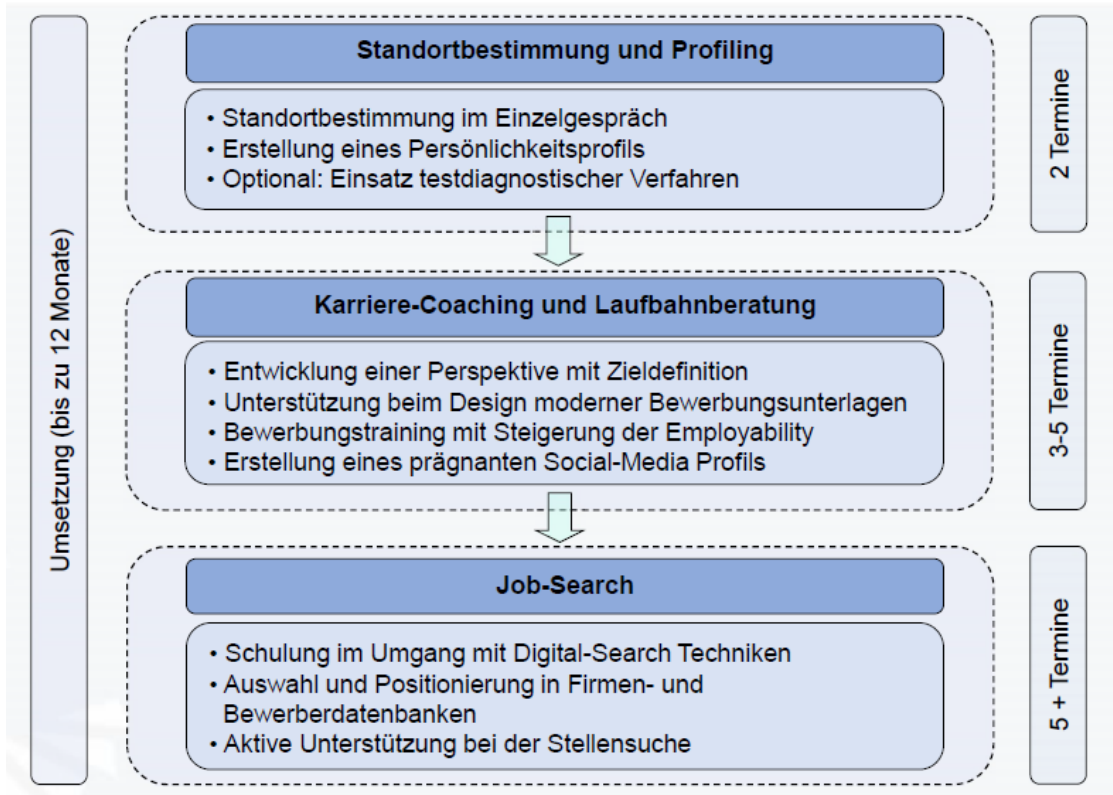 Umsetzung (bis zu 12 Monate)
Standortbestimmung und Profiling
• Standortbestimmung im Einzelgespräch
• Erstellung eines Persönlichkeitsprofils
• Optional: Einsatz testdiagnostischer Verfahren
2 Termine
Karriere-Coaching und Laufbahnberatung
• Entwicklung einer Perspektive mit Zieldefinition
• Unterstützung beim Design moderner Bewerbungsunterlagen
• Bewerbungstraining mit Steigerung der Employability
• Erstellung eines prägnanten Social-Media Profils
3-5 Termine
Job-Search
• Schulung im Umgang mit Digital-Search Techniken
• Auswahl und Positionierung in Firmen- und
Bewerberdatenbanken
• Aktive Unterstützung bei der Stellensuche
5 + Termine